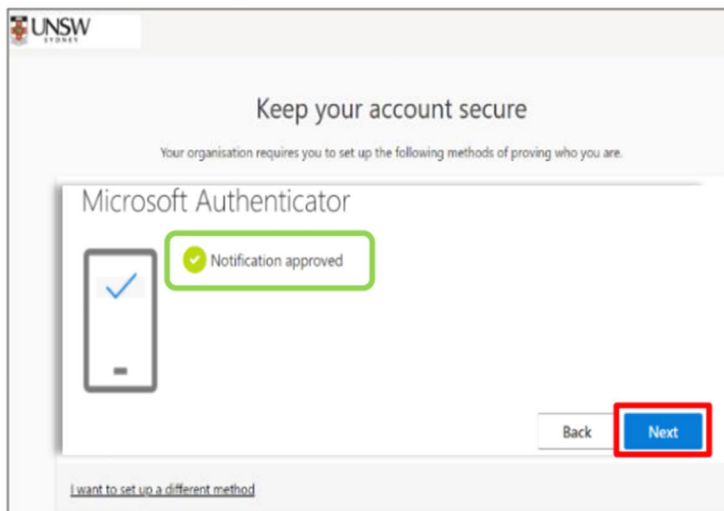 UNSW
SYDNEY
Keep your account secure
Your organisation requires you to set up the following methods of proving who you are.
Microsoft Authenticator
Notification approved
Back
Next
I want to set up a different method